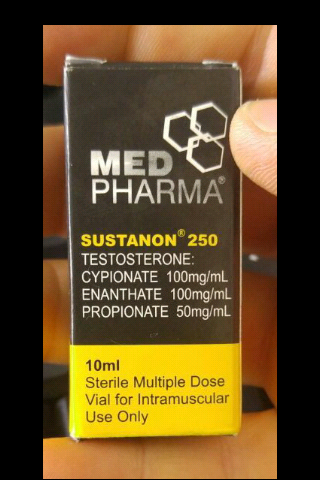 MED
PHARMA®
SUSTANON® 250
TESTOSTERONE:
CYPIONATE 100mg/mL
ENANTHATE 100mg/mL
PROPIONATE 50mg/mL
10ml
Sterile Multiple Dose
Vial for Intramuscular
Use Only